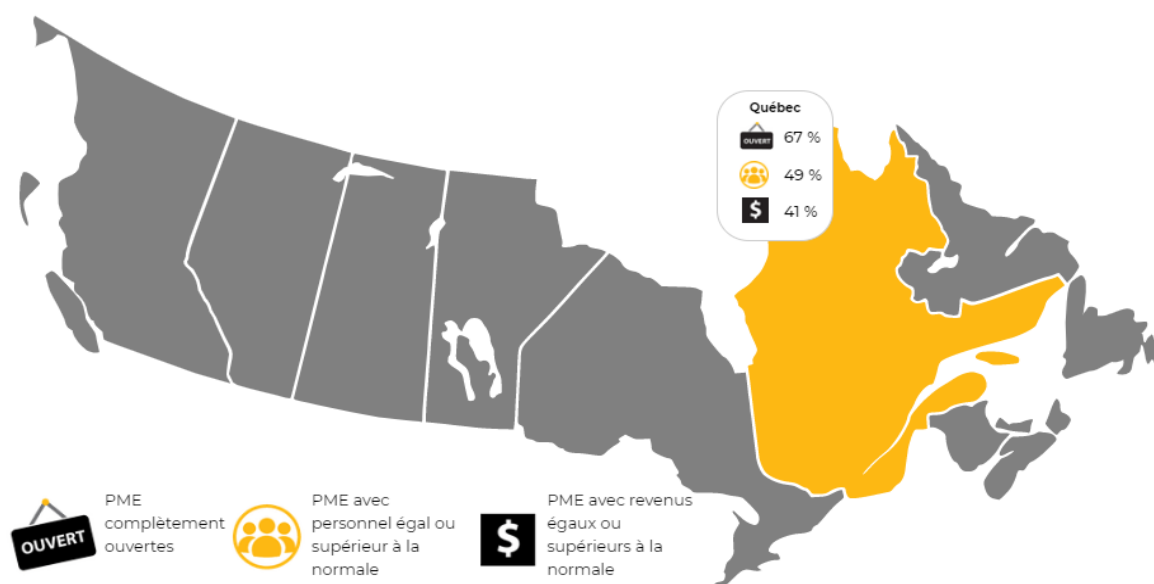 Québec
OUVERT 67 %
49 %
$ 41 %
OUVERT
PME
complètement
ouvertes
PME avec
personnel égal ou
supérieur à la
normale
$
PME avec revenus
égaux ou
supérieurs à la
normale